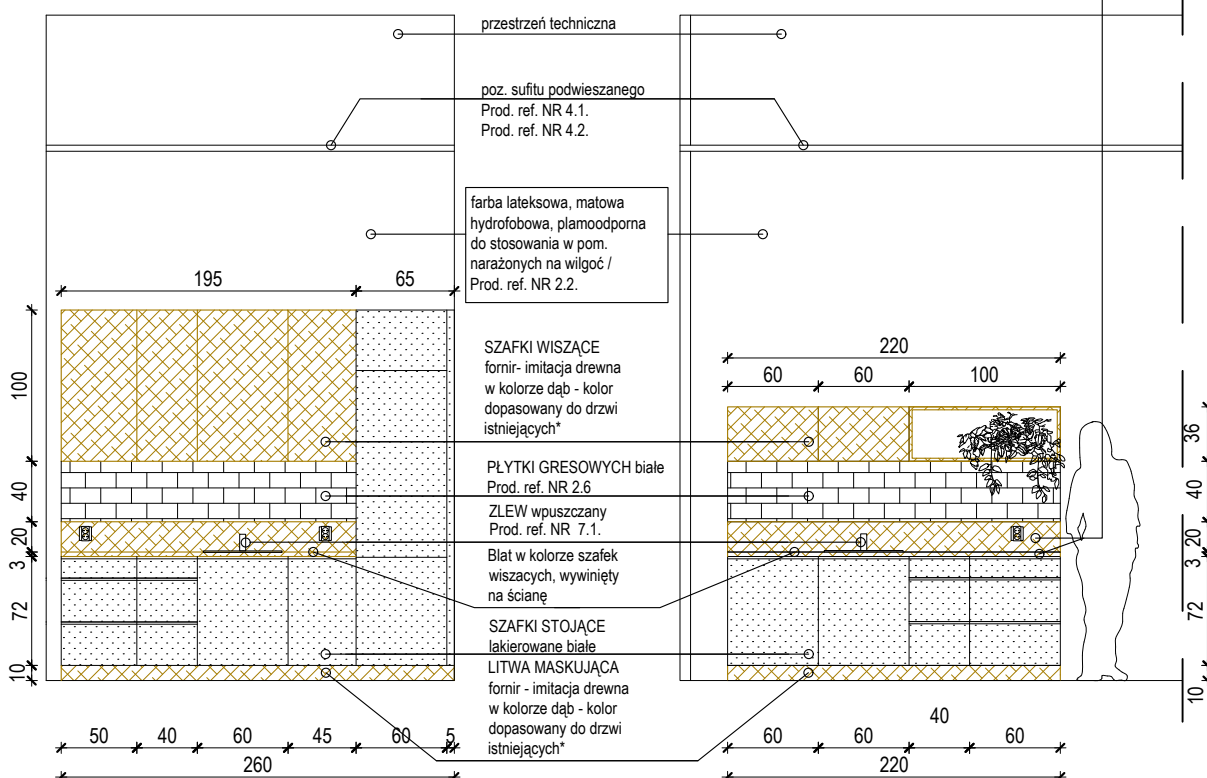 przestrzeń techniczna
poz. sufitu podwieszanego
Prod. ref. NR 4.1.
Prod. ref. NR 4.2.
farba lateksowa, matowa
hydrofobowa, plamoodporna
do stosowania w pom.
narażonych na wilgoć /
Prod. ref. NR 2.2.
195
65
100
40
20
3
72
10
SZAFKI WISZĄCE
fornir- imitacja drewna
w kolorze dąb - kolor
dopasowany do drzwi
istniejących*
PŁYTKI GRESOWYCH białe
Prod. ref. NR 2.6
ZLEW wpuszczany
Prod. ref. NR 7.1.
Blat w kolorze szafek
wiszacych, wywinięty
na ścianę
SZAFKI STOJĄCE
lakierowane białe
LITWA MASKUJĄCA
fornir - imitacja drewna
w kolorze dąb - kolor
dopasowany do drzwi
istniejących*
50
40
60
45
60
5
260
220
60
60
100
36
40
20
3
72
10
40
60
60
60
220